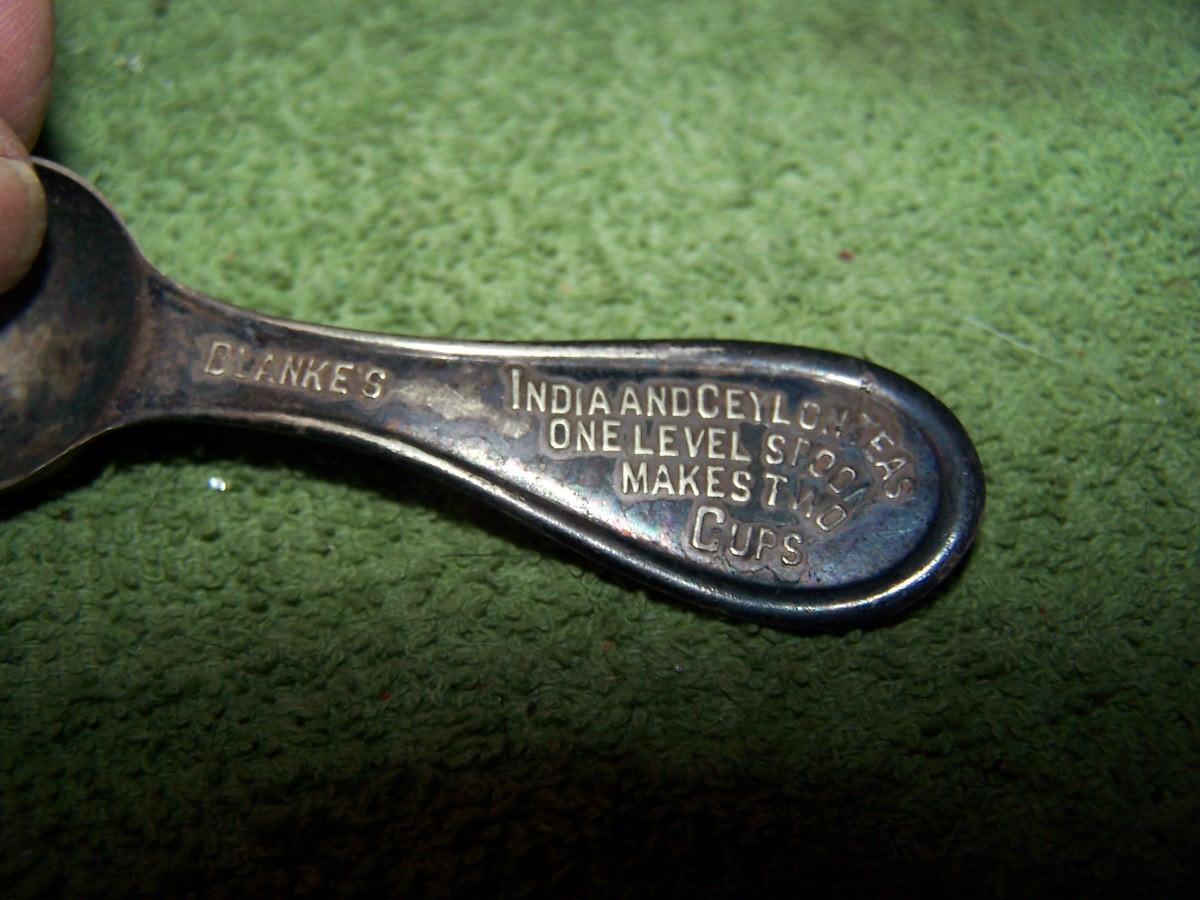 BLANKE'S
INDIA AND CEYLON TEAS
ONE LEVEL SPOON
MAKES TWO
CUPS